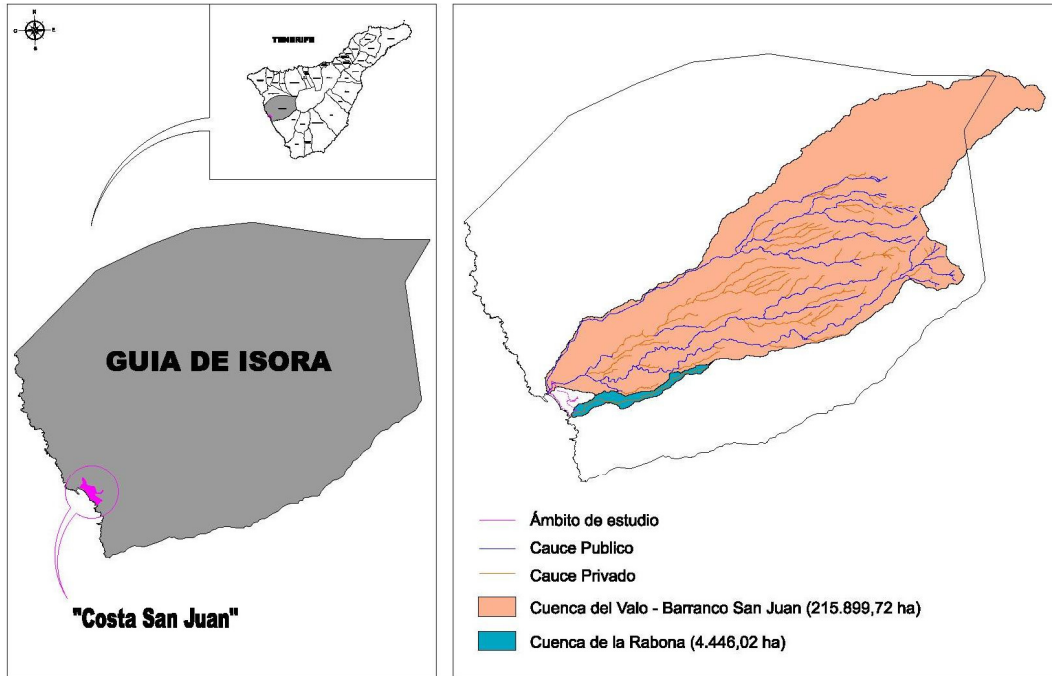 N
G
E
S
TENERIFE
GUIA DE ISORA
"Costa San Juan"
Ámbito de estudio
Cauce Publico
Cauce Privado
Cuenca del Valo - Barranco San Juan (215.899,72 ha)
Cuenca de la Rabona (4.446,02 ha)